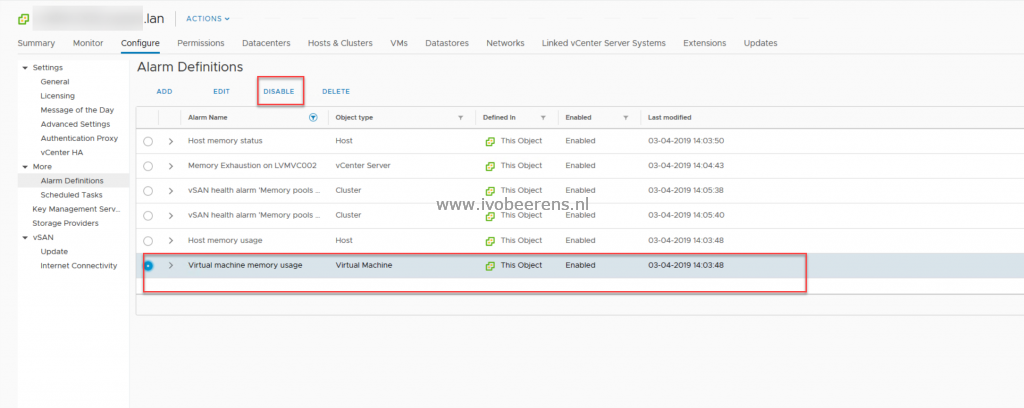 .lan ACTIONS
Summary Monitor Configure Permissions Datacenters Hosts & Clusters VMs Datastores Networks Linked vCenter Server Systems Extensions Updates
Settings
General
Licensing
Message of the Day
Advanced Settings
Authentication Proxy
vCenter HA
More
Alarm Definitions
Scheduled Tasks
Key Management Serv...
Storage Providers
vSAN
Update
Internet Connectivity
Alarm Definitions
ADD EDIT DISABLE DELETE
Alarm Name Object type Defined In Enabled Last modified
Host memory status Host This Object Enabled 03-04-2019 14:03:50
Memory Exhaustion on LVMVC002 vCenter Server This Object Enabled 03-04-2019 14:04:43
vSAN health alarm 'Memory pools ... Cluster This Object Enabled 03-04-2019 14:05:38
vSAN health alarm 'Memory pools ... Cluster This Object Enabled 03-04-2019 14:05:40
www.ivobeerens.nl
Host memory usage Host This Object Enabled 03-04-2019 14:03:48
Virtual machine memory usage Virtual Machine This Object Enabled 03-04-2019 14:03:48